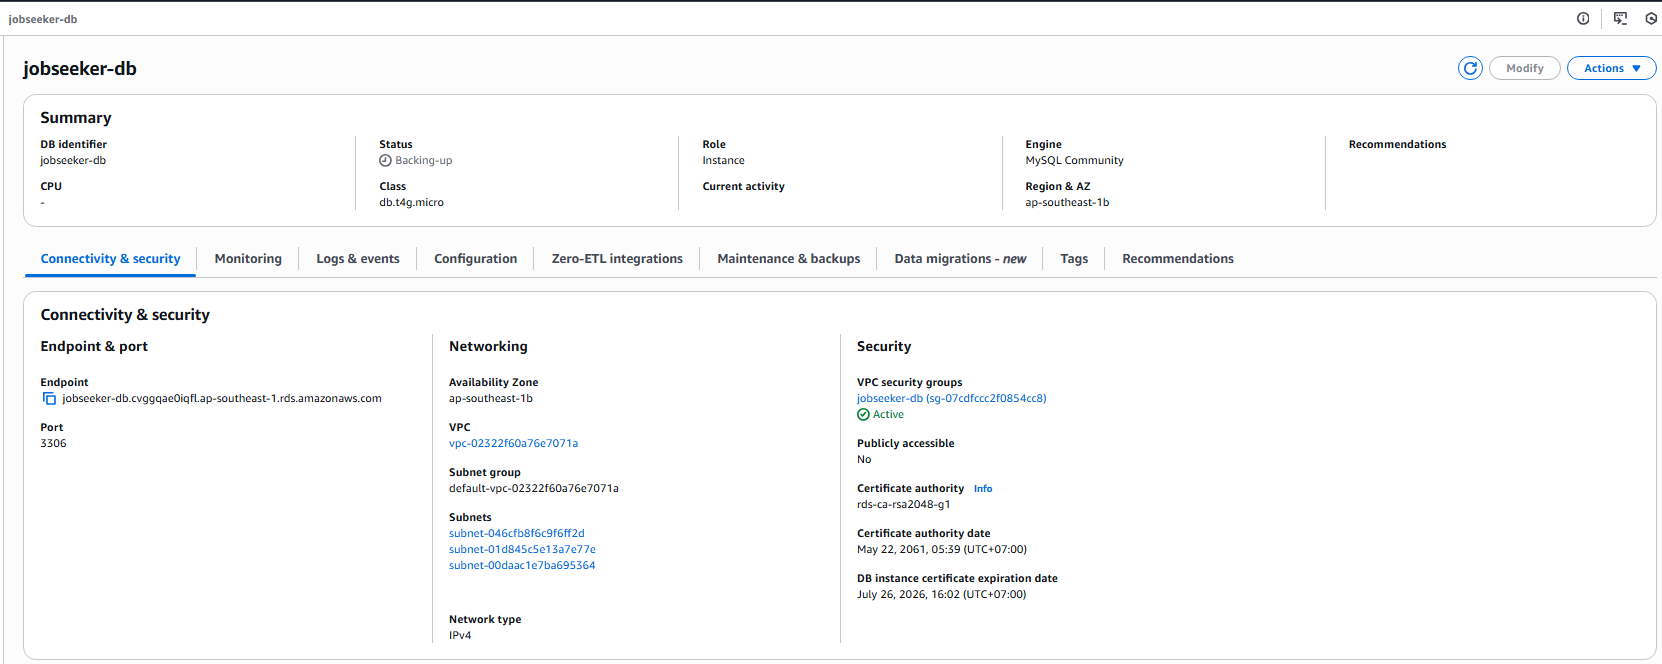 jobseeker-db
jobseeker-db
Modify
Actions
Summary
DB identifier
jobseeker-db
CPU
-
Status
Backing-up
Class
db.t4g.micro
Role
Instance
Current activity
Engine
MySQL Community
Region & AZ
ap-southeast-1b
Recommendations
Connectivity & security
Monitoring
Logs & events
Configuration
Zero-ETL integrations
Maintenance & backups
Data migrations - new
Tags
Recommendations
Connectivity & security
Endpoint & port
Endpoint
jobseeker-db.cvggqae0iqfl.ap-southeast-1.rds.amazonaws.com
Port
3306
Networking
Availability Zone
ap-southeast-1b
VPC
vpc-02322f60a76e7071a
Subnet group
default-vpc-02322f60a76e7071a
Subnets
subnet-046cfb8f6c9f6ff2d
subnet-01d845c5e13a7e77e
subnet-00daac1e7ba695364
Network type
IPv4
Security
VPC security groups
jobseeker-db (sg-07cdfccc2f0854cc8)
Active
Publicly accessible
No
Certificate authority Info
rds-ca-rsa2048-g1
Certificate authority date
May 22, 2061, 05:39 (UTC+07:00)
DB instance certificate expiration date
July 26, 2026, 16:02 (UTC+07:00)